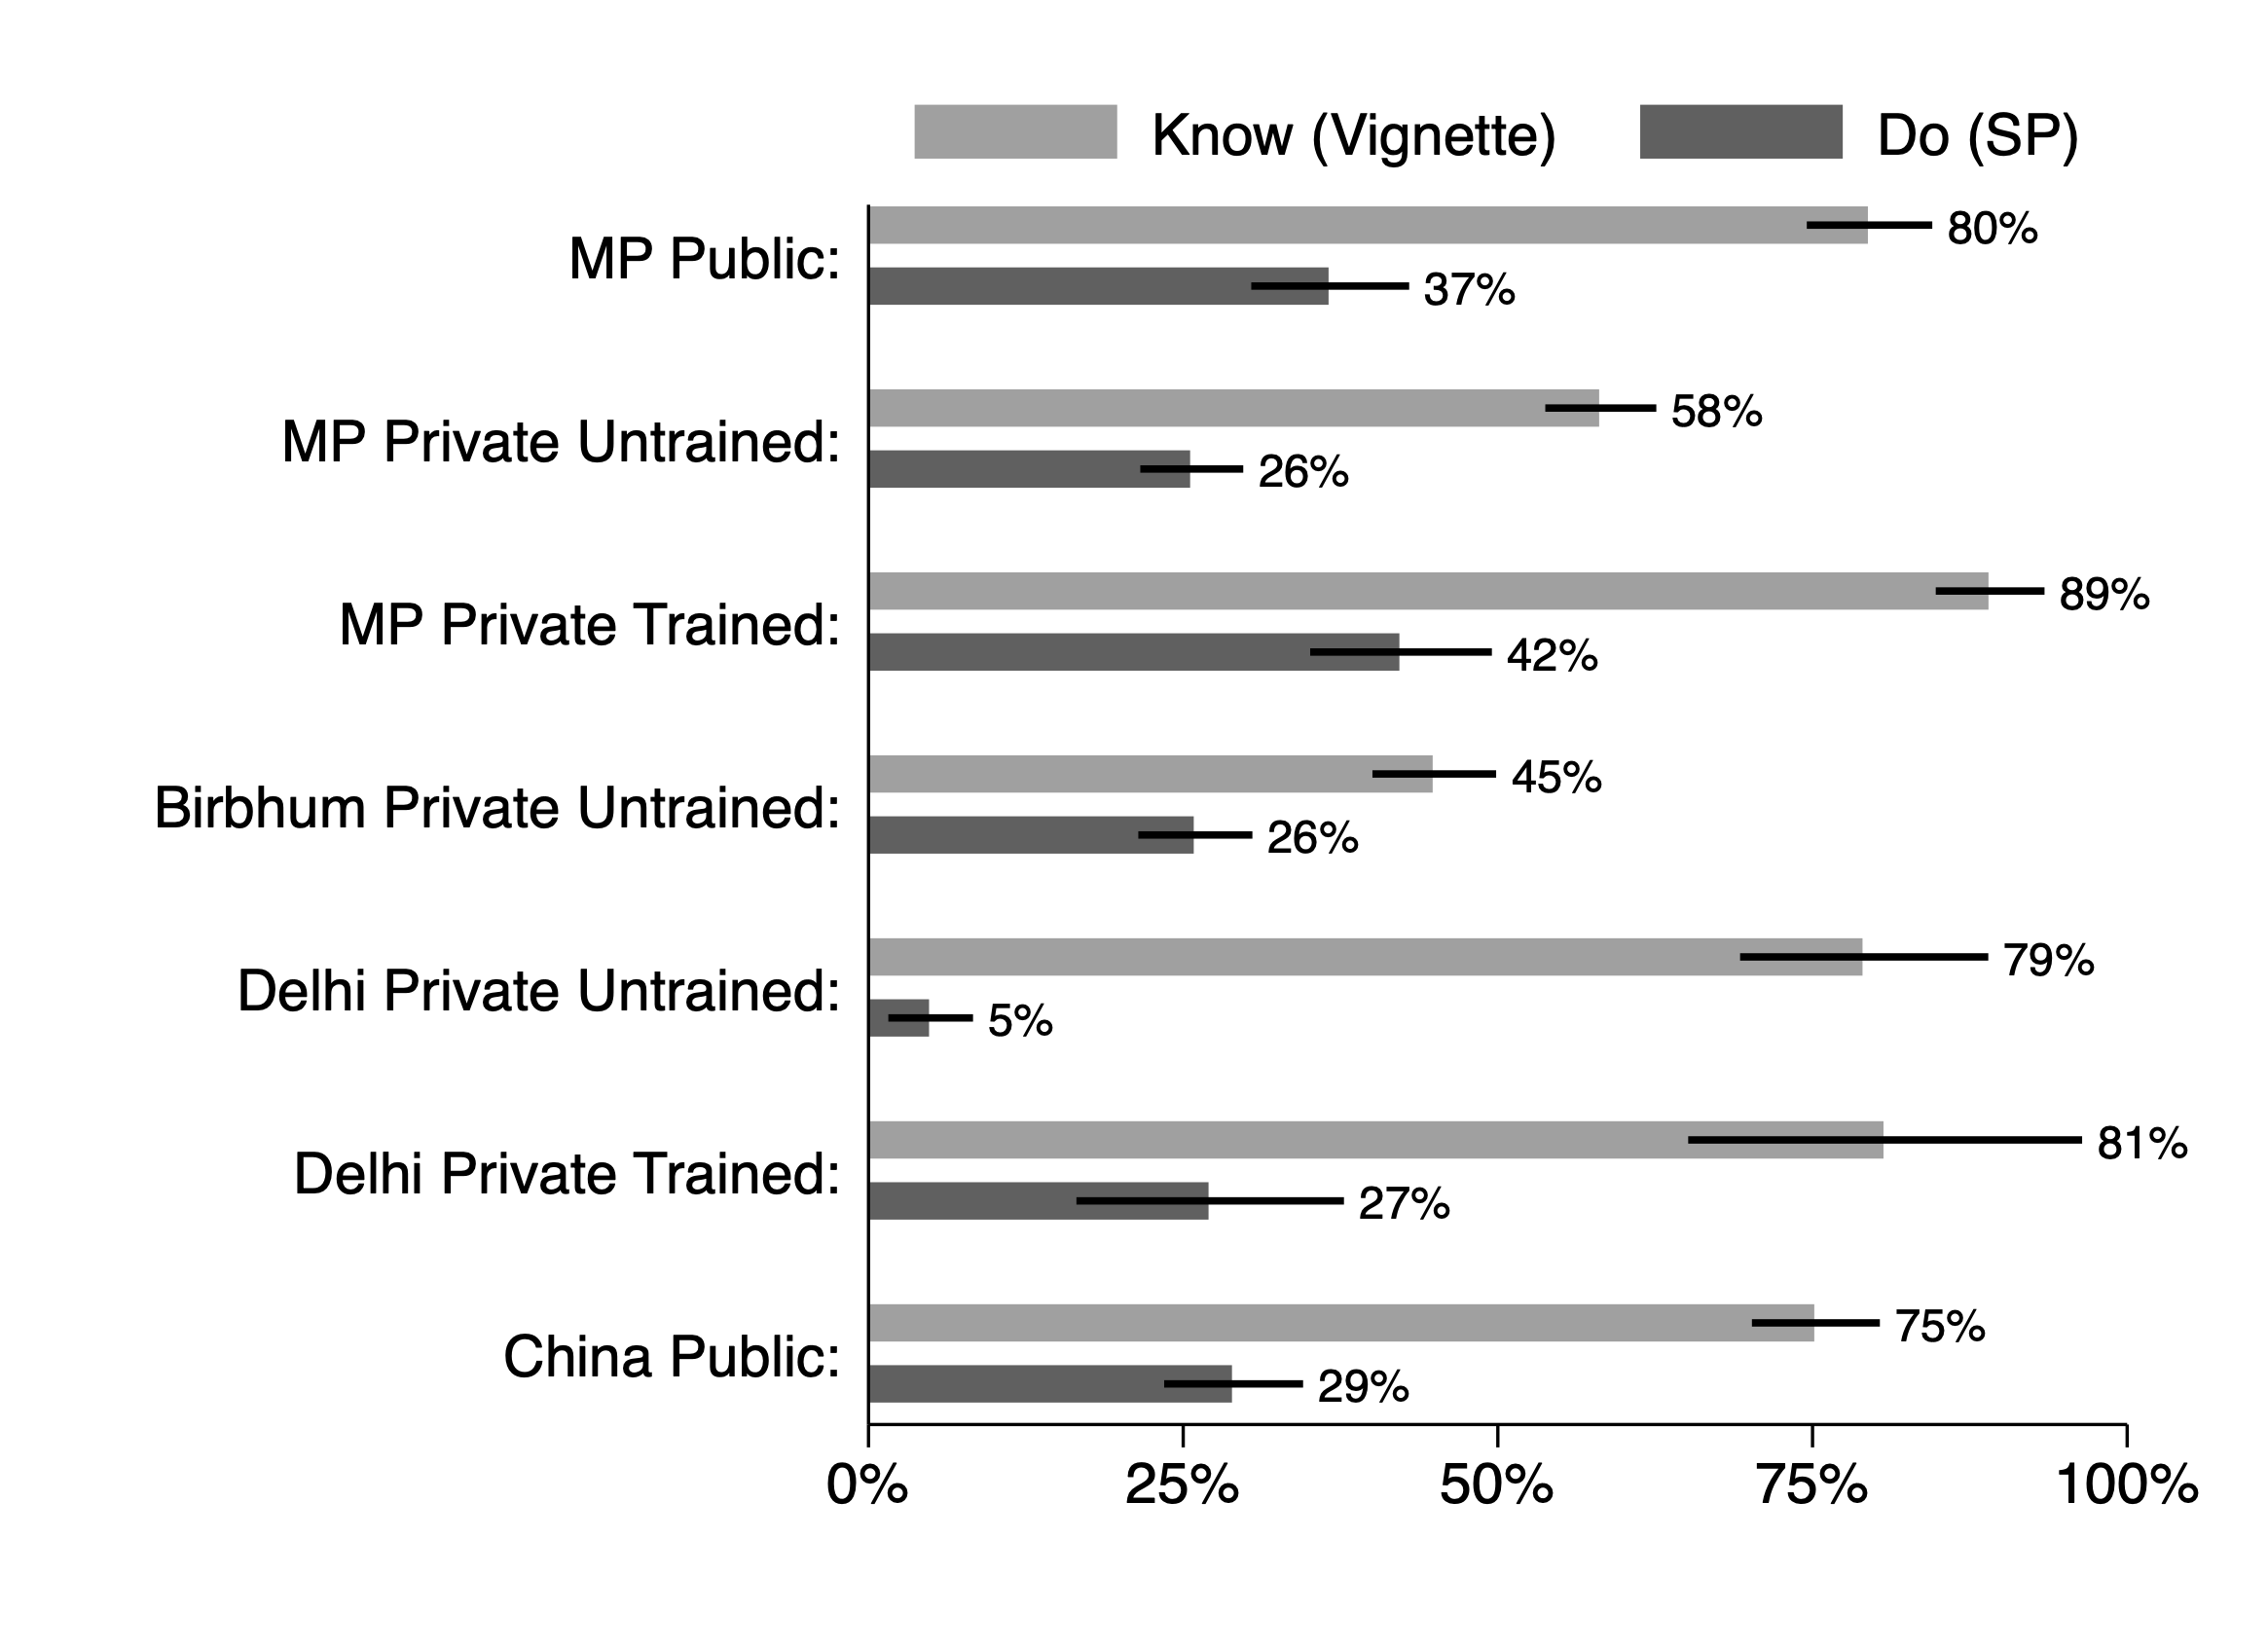 Know (Vignette) Do (SP)
MP Public:
80%
37%
MP Private Untrained:
58%
26%
MP Private Trained:
89%
42%
Birbhum Private Untrained:
45%
26%
Delhi Private Untrained:
79%
5%
Delhi Private Trained:
81%
27%
China Public:
75%
29%
0% 25% 50% 75% 100%